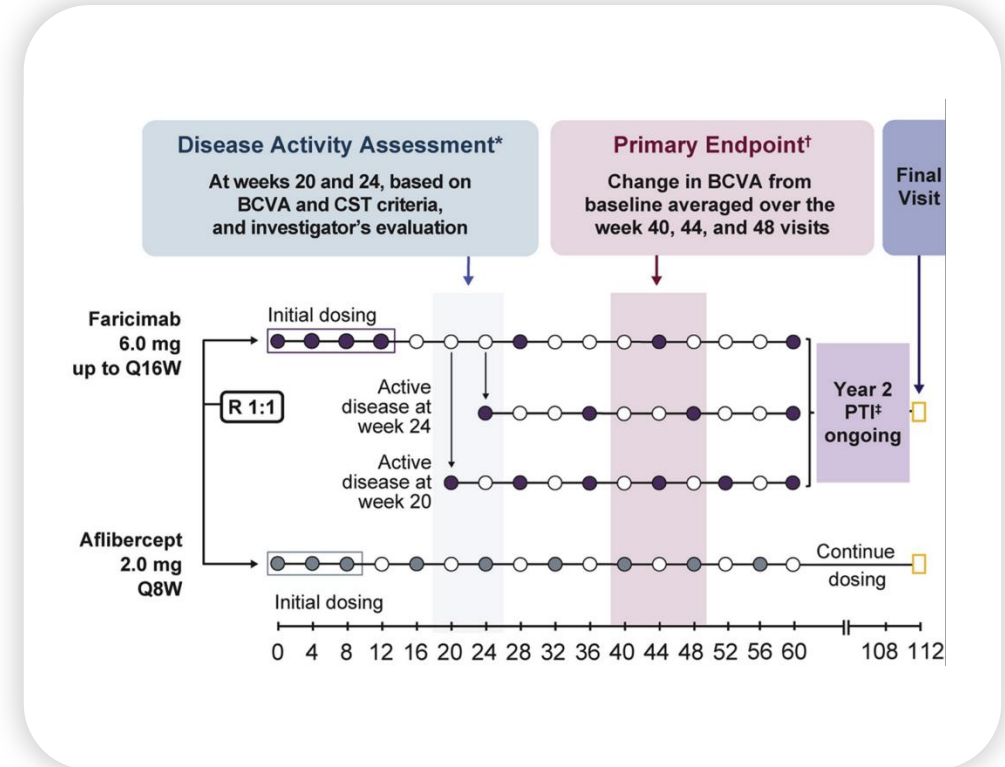 Disease Activity Assessment*
At weeks 20 and 24, based on
BCVA and CST criteria,
and investigator's evaluation
Primary Endpoint†
Change in BCVA from
baseline averaged over the
week 40, 44, and 48 visits
Final
Visit
Faricimab
6.0 mg
up to Q16W
Initial dosing
R 1:1
Active
disease at
week 24
Active
disease at
week 20
Year 2
PTI‡
ongoing
Aflibercept
2.0 mg
Q8W
Initial dosing
Continue
dosing
0 4 8 12 16 20 24 28 32 36 40 44 48 52 56 60 108 112